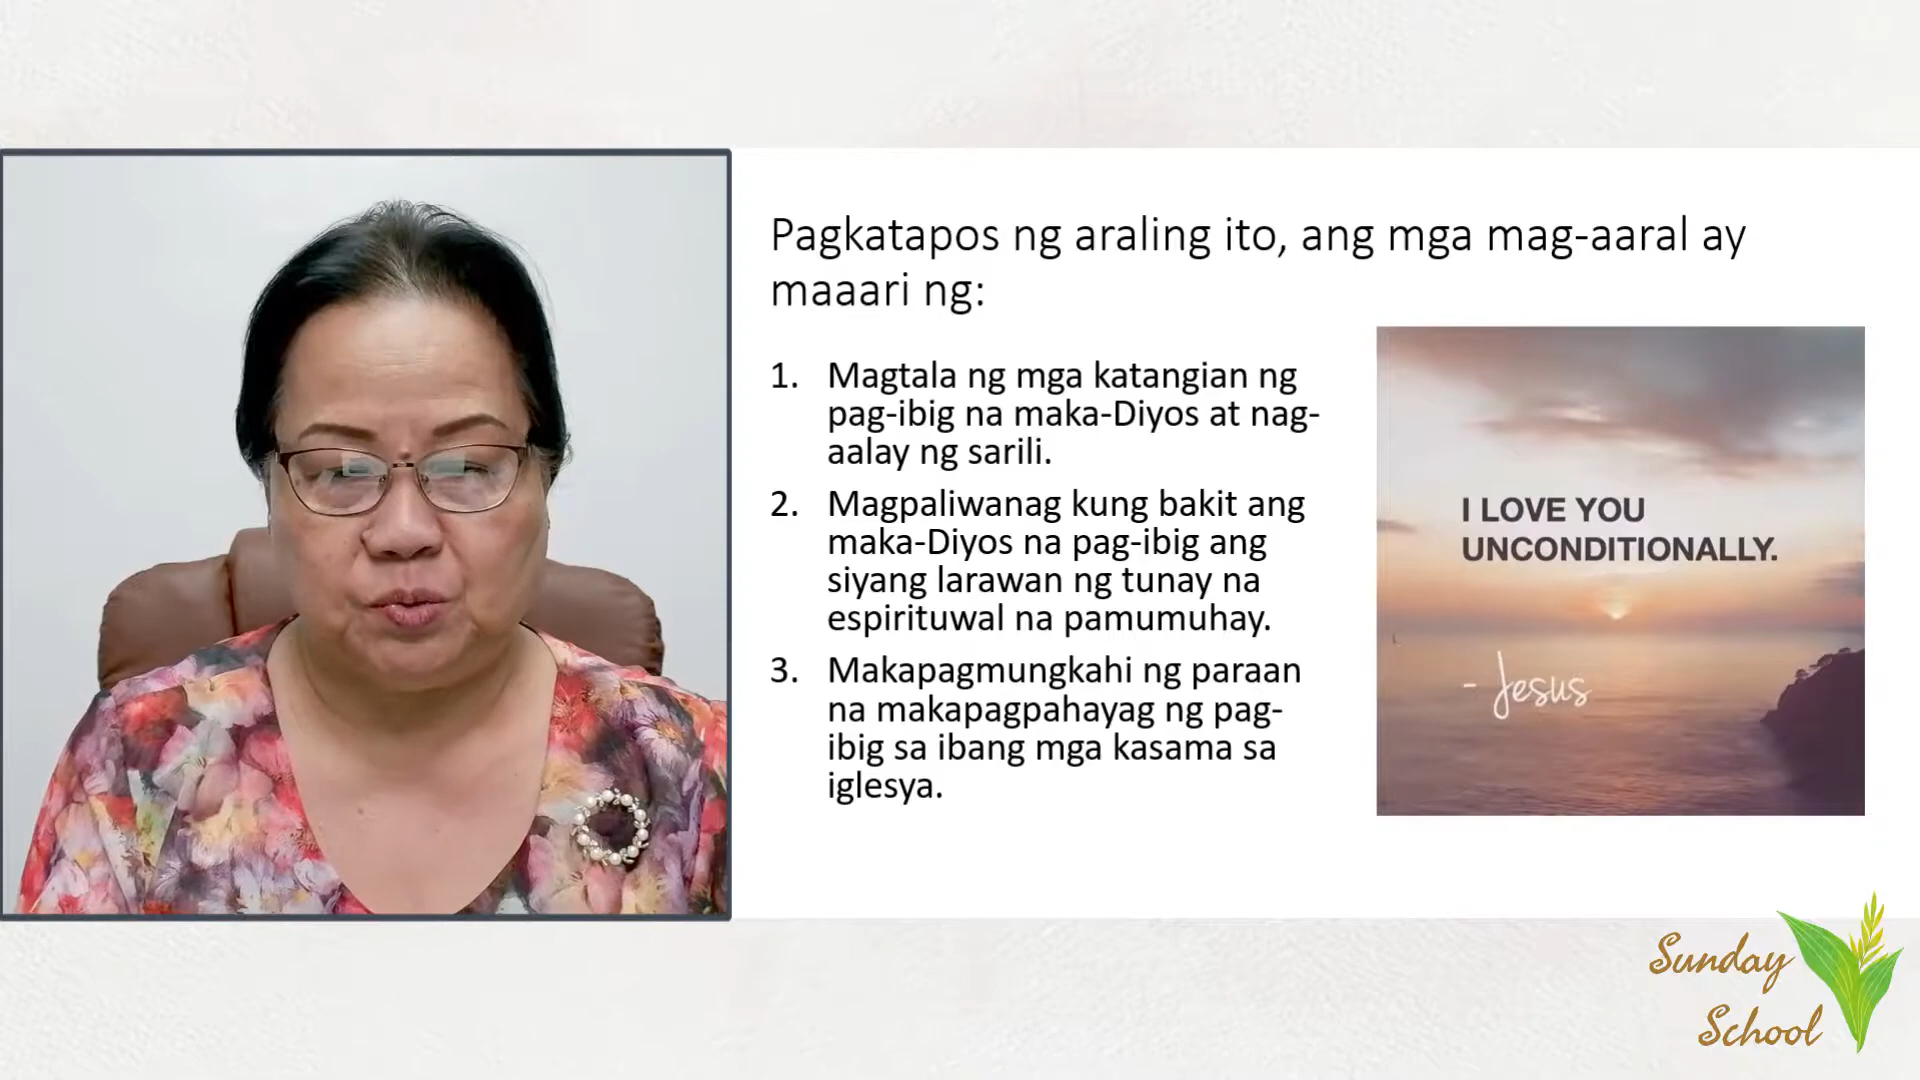 Pagkatapos ng araling ito, ang mga mag-aaral ay
maaari ng:
1. Magtala ng mga katangian ng
pag-ibig na maka-Diyos at nag-
aalay ng sarili.
2. Magpaliwanag kung bakit ang
maka-Diyos na pag-ibig ang
siyang larawan ng tunay na
espirituwal na pamumuhay.
3. Makapagmungkahi ng paraan
na makapagpahayag ng pag-
ibig sa ibang mga kasama sa
iglesya.
I LOVE YOU
UNCONDITIONALLY.
- Jesus
Sunday
School